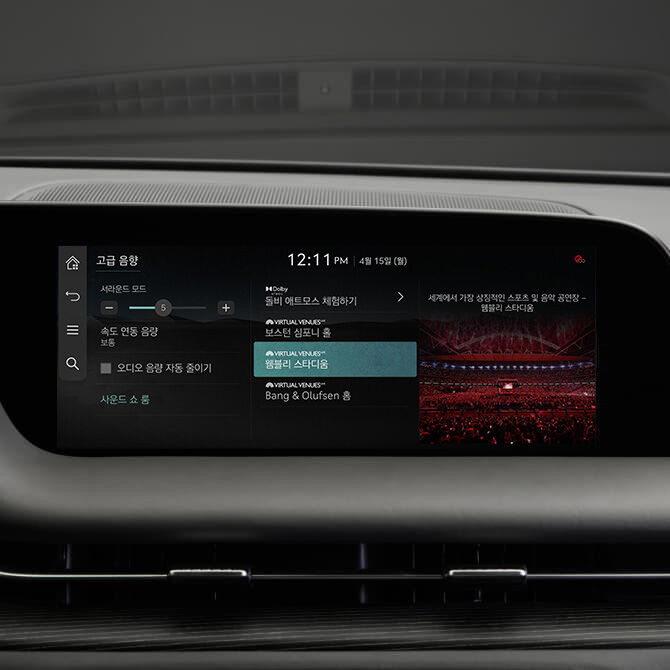 고급 음향
12:11 PM | 4월 15일 (월)
서라운드 모드
5
속도 연동 음량
보통
오디오 음량 자동 줄이기
사운드 쇼 룸
Dolby
돌비 애트모스 체험하기
VIRTUAL VENUES
보스턴 심포니 홀
VIRTUAL VENUES
웸블리 스타디움
VIRTUAL VENUES
Bang & Olufsen 홈
세계에서 가장 상징적인 스포츠 및 음악 공연장 –
웸블리 스타디움